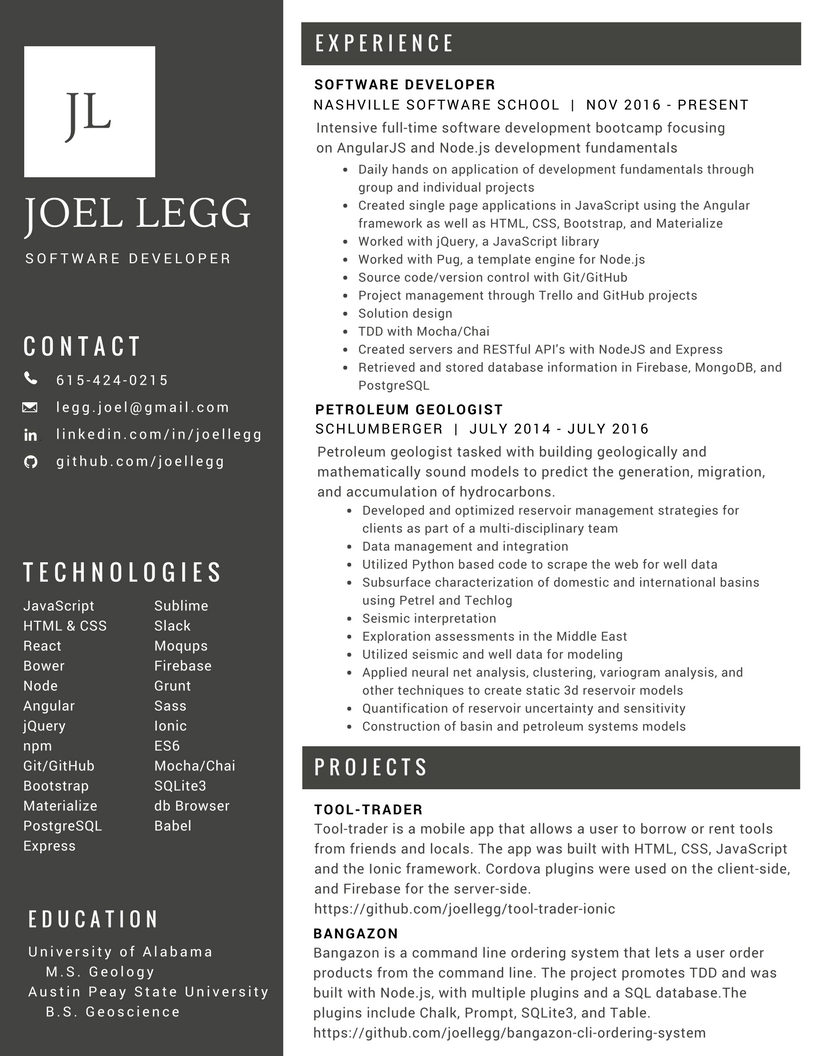 JL
JOEL LEGG
SOFTWARE DEVELOPER
CONTACT
615-424-0215
legg.joel@gmail.com
linkedin.com/in/joellegg
github.com/joellegg
TECHNOLOGIES
JavaScript
HTML & CSS
React
Bower
Node
Angular
jQuery
npm
Git/GitHub
Bootstrap
Materialize
PostgreSQL
Express
Sublime
Slack
Moqups
Firebase
Grunt
Sass
Ionic
ES6
Mocha/Chai
SQLite3
db Browser
Babel
EDUCATION
University of Alabama
M.S. Geology
Austin Peay State University
B.S. Geoscience
EXPERIENCE
SOFTWARE DEVELOPER
NASHVILLE SOFTWARE SCHOOL | NOV 2016 - PRESENT
Intensive full-time software development bootcamp focusing
on AngularJS and Node.js development fundamentals
• Daily hands on application of development fundamentals through
group and individual projects
• Created single page applications in JavaScript using the Angular
framework as well as HTML, CSS, Bootstrap, and Materialize
• Worked with jQuery, a JavaScript library
• Worked with Pug, a template engine for Node.js
• Source code/version control with Git/GitHub
• Project management through Trello and GitHub projects
• Solution design
• TDD with Mocha/Chai
• Created servers and RESTful API's with NodeJS and Express
• Retrieved and stored database information in Firebase, MongoDB, and
PostgreSQL
PETROLEUM GEOLOGIST
SCHLUMBERGER | JULY 2014 - JULY 2016
Petroleum geologist tasked with building geologically and
mathematically sound models to predict the generation, migration,
and accumulation of hydrocarbons.
• Developed and optimized reservoir management strategies for
clients as part of a multi-disciplinary team
• Data management and integration
• Utilized Python based code to scrape the web for well data
• Subsurface characterization of domestic and international basins
using Petrel and Techlog
• Seismic interpretation
• Exploration assessments in the Middle East
• Utilized seismic and well data for modeling
• Applied neural net analysis, clustering, variogram analysis, and
other techniques to create static 3d reservoir models
• Quantification of reservoir uncertainty and sensitivity
• Construction of basin and petroleum systems models
PROJECTS
TOOL-TRADER
Tool-trader is a mobile app that allows a user to borrow or rent tools
from friends and locals. The app was built with HTML, CSS, JavaScript
and the Ionic framework. Cordova plugins were used on the client-side,
and Firebase for the server-side.
https://github.com/joellegg/tool-trader-ionic
BANGAZON
Bangazon is a command line ordering system that lets a user order
products from the command line. The project promotes TDD and was
built with Node.js, with multiple plugins and a SQL database.The
plugins include Chalk, Prompt, SQLite3, and Table.
https://github.com/joellegg/bangazon-cli-ordering-system